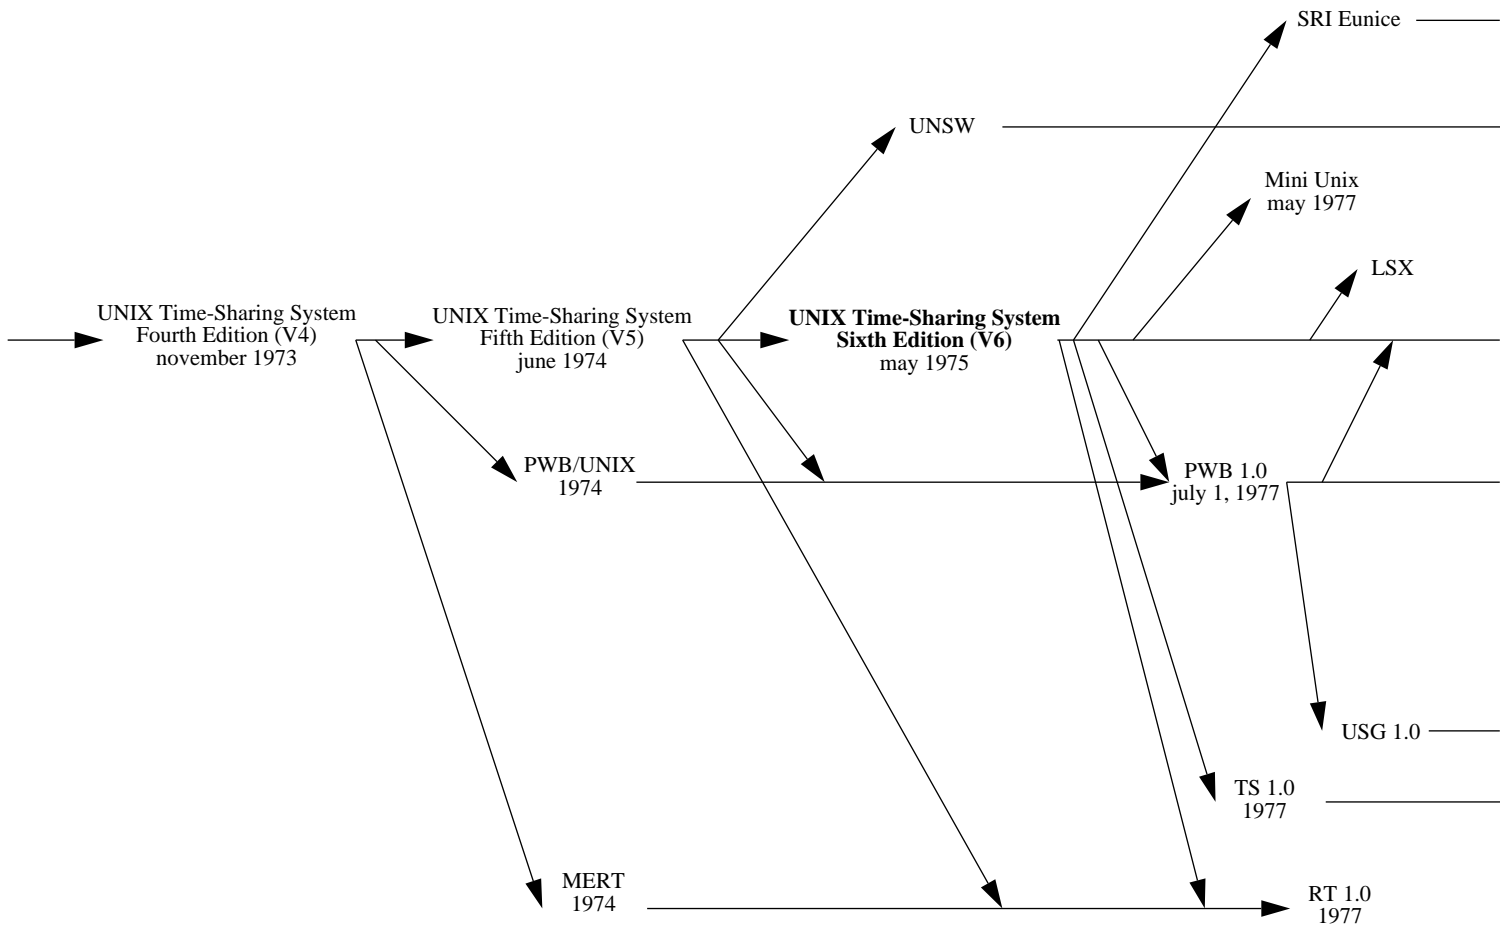 SRI Eunice
UNSW
Mini Unix
may 1977
LSX
UNIX Time-Sharing System
Fourth Edition (V4)
november 1973
UNIX Time-Sharing System
Fifth Edition (V5)
june 1974
UNIX Time-Sharing System
Sixth Edition (V6)
may 1975
PWB/UNIX
1974
PWB 1.0
july 1, 1977
USG 1.0
TS 1.0
1977
MERT
1974
RT 1.0
1977